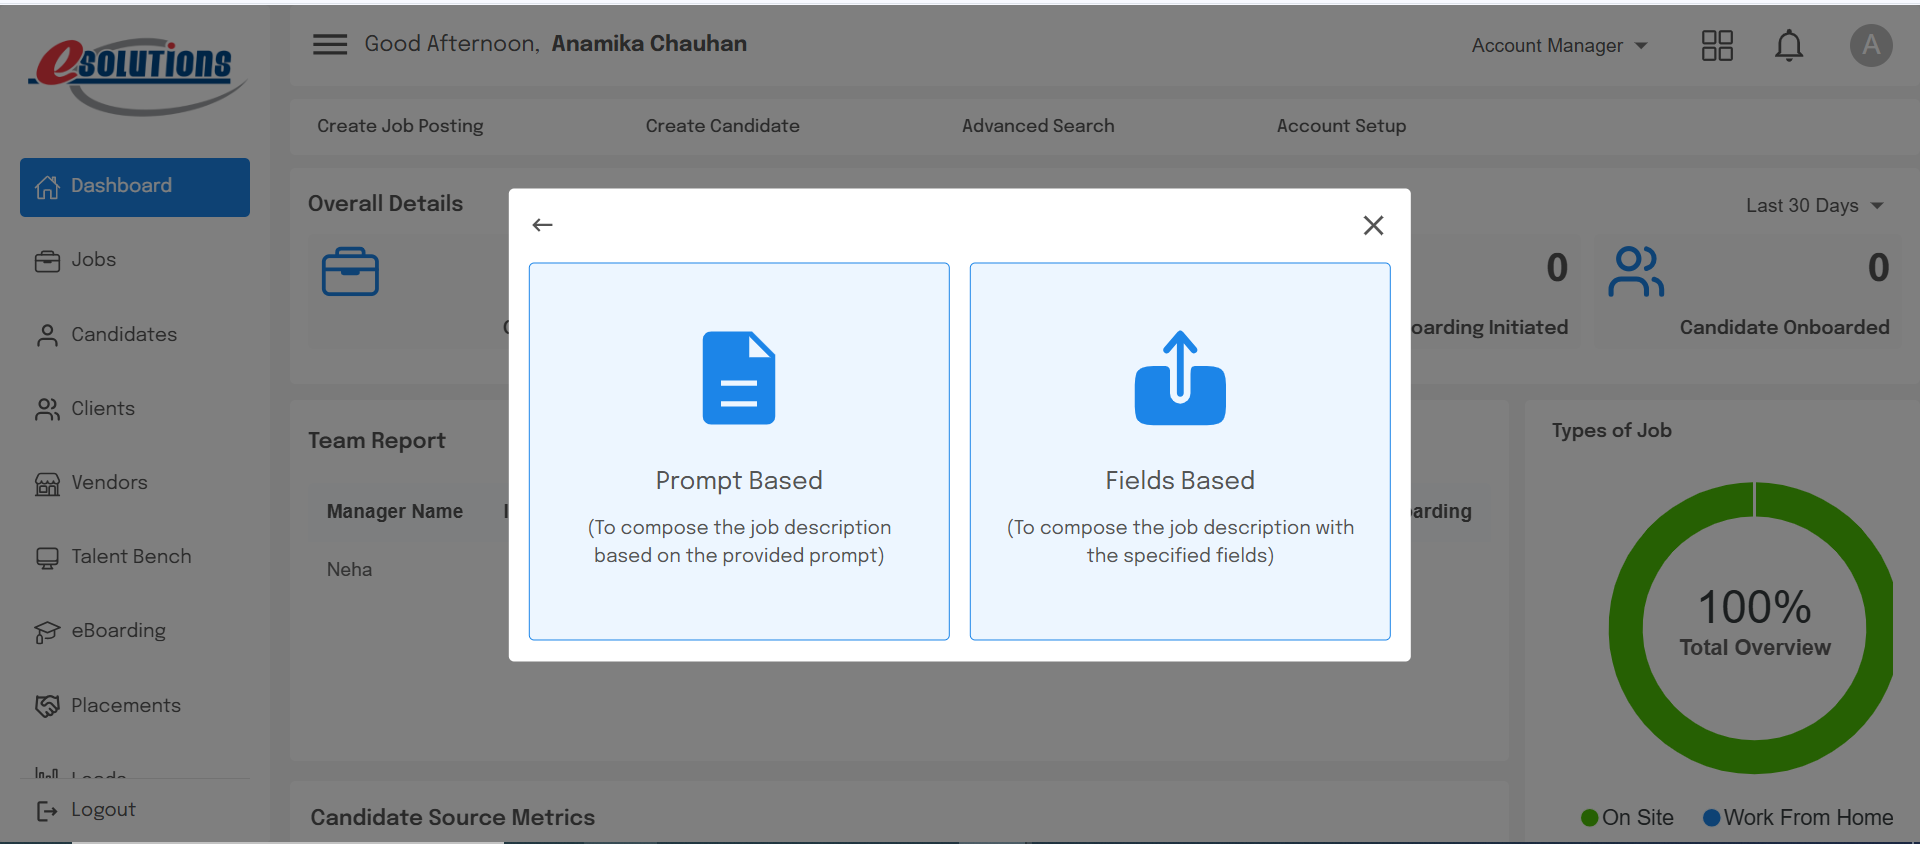 eSOLUTIONS
Good Afternoon, Anamika Chauhan
Account Manager
A
Create Job Posting
Create Candidate
Advanced Search
Account Setup
Dashboard
Jobs
Candidates
Clients
Vendors
Talent Bench
eBoarding
Placements
Leads
Logout
Overall Details
Last 30 Days
0
oarding Initiated
0
Candidate Onboarded
Team Report
Manager Name
arding
Neha
Prompt Based
(To compose the job description
based on the provided prompt)
Fields Based
(To compose the job description with
the specified fields)
Types of Job
100%
Total Overview
On Site
Work From Home
Candidate Source Metrics